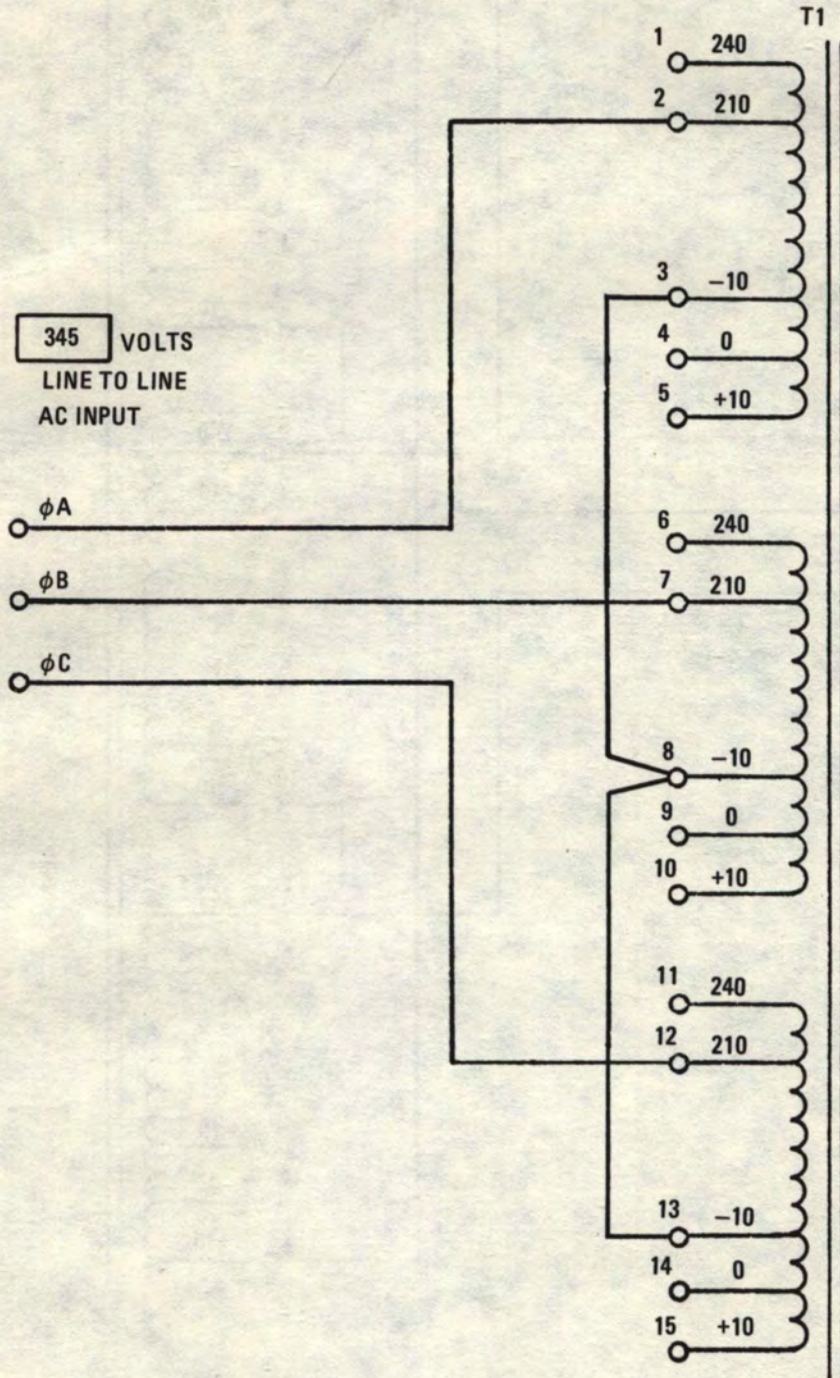 T1
1 240
2 210
3 –10
4 0
5 +10
345 VOLTS
LINE TO LINE
AC INPUT
φA
φB
φC
6 240
7 210
8 –10
9 0
10 +10
11 240
12 210
13 –10
14 0
15 +10